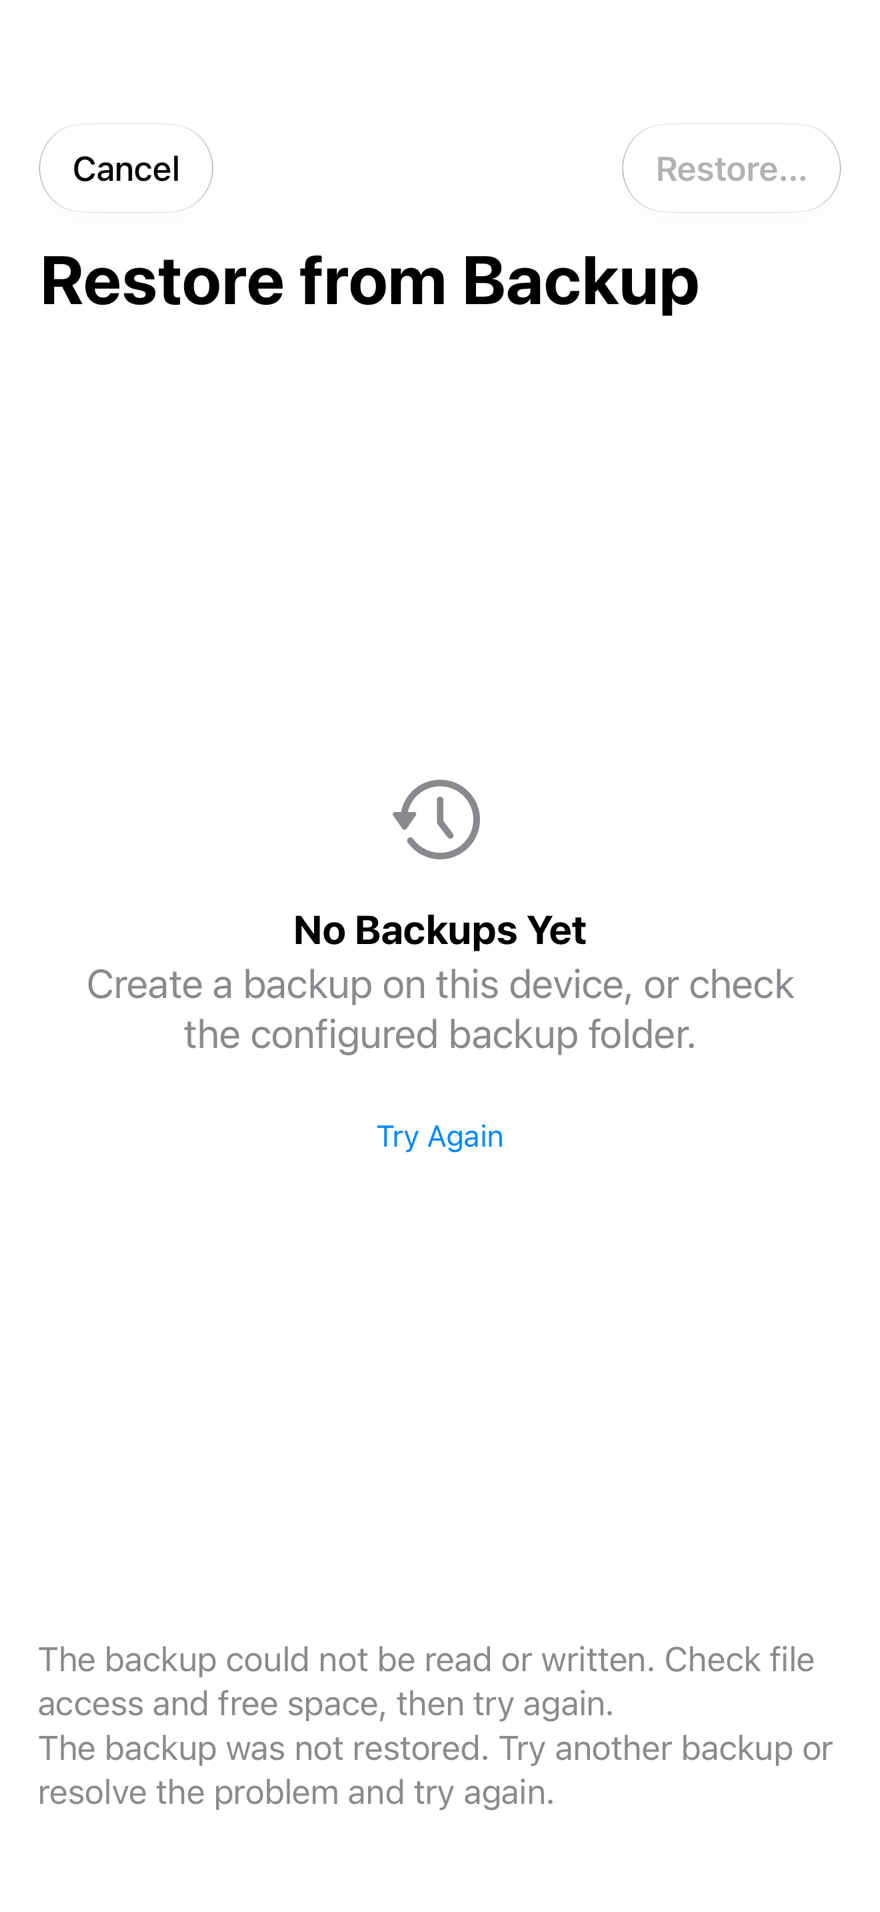 Cancel
Restore...
Restore from Backup
No Backups Yet
Create a backup on this device, or check
the configured backup folder.
Try Again
The backup could not be read or written. Check file
access and free space, then try again.
The backup was not restored. Try another backup or
resolve the problem and try again.